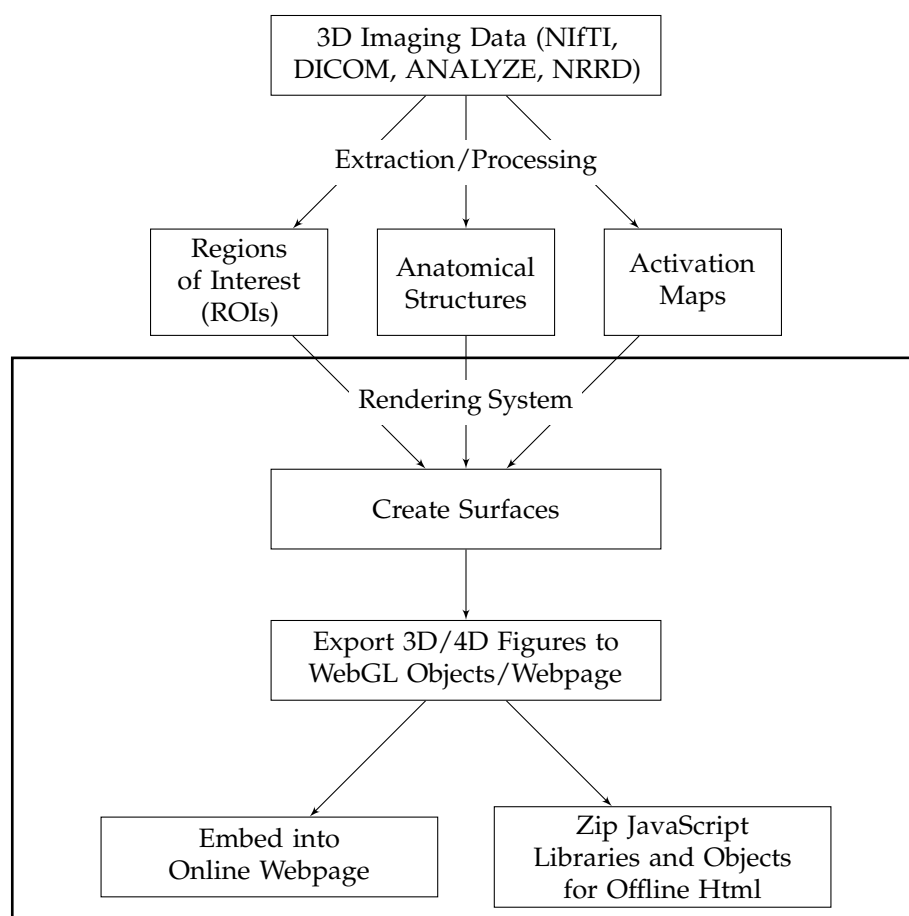 3D Imaging Data (NIfTI,
DICOM, ANALYZE, NRRD)
Extraction/Processing
Regions
of Interest
(ROIs)
Anatomical
Structures
Activation
Maps
Rendering System
Create Surfaces
Export 3D/4D Figures to
WebGL Objects/Webpage
Embed into
Online Webpage
Zip JavaScript
Libraries and Objects
for Offline Html